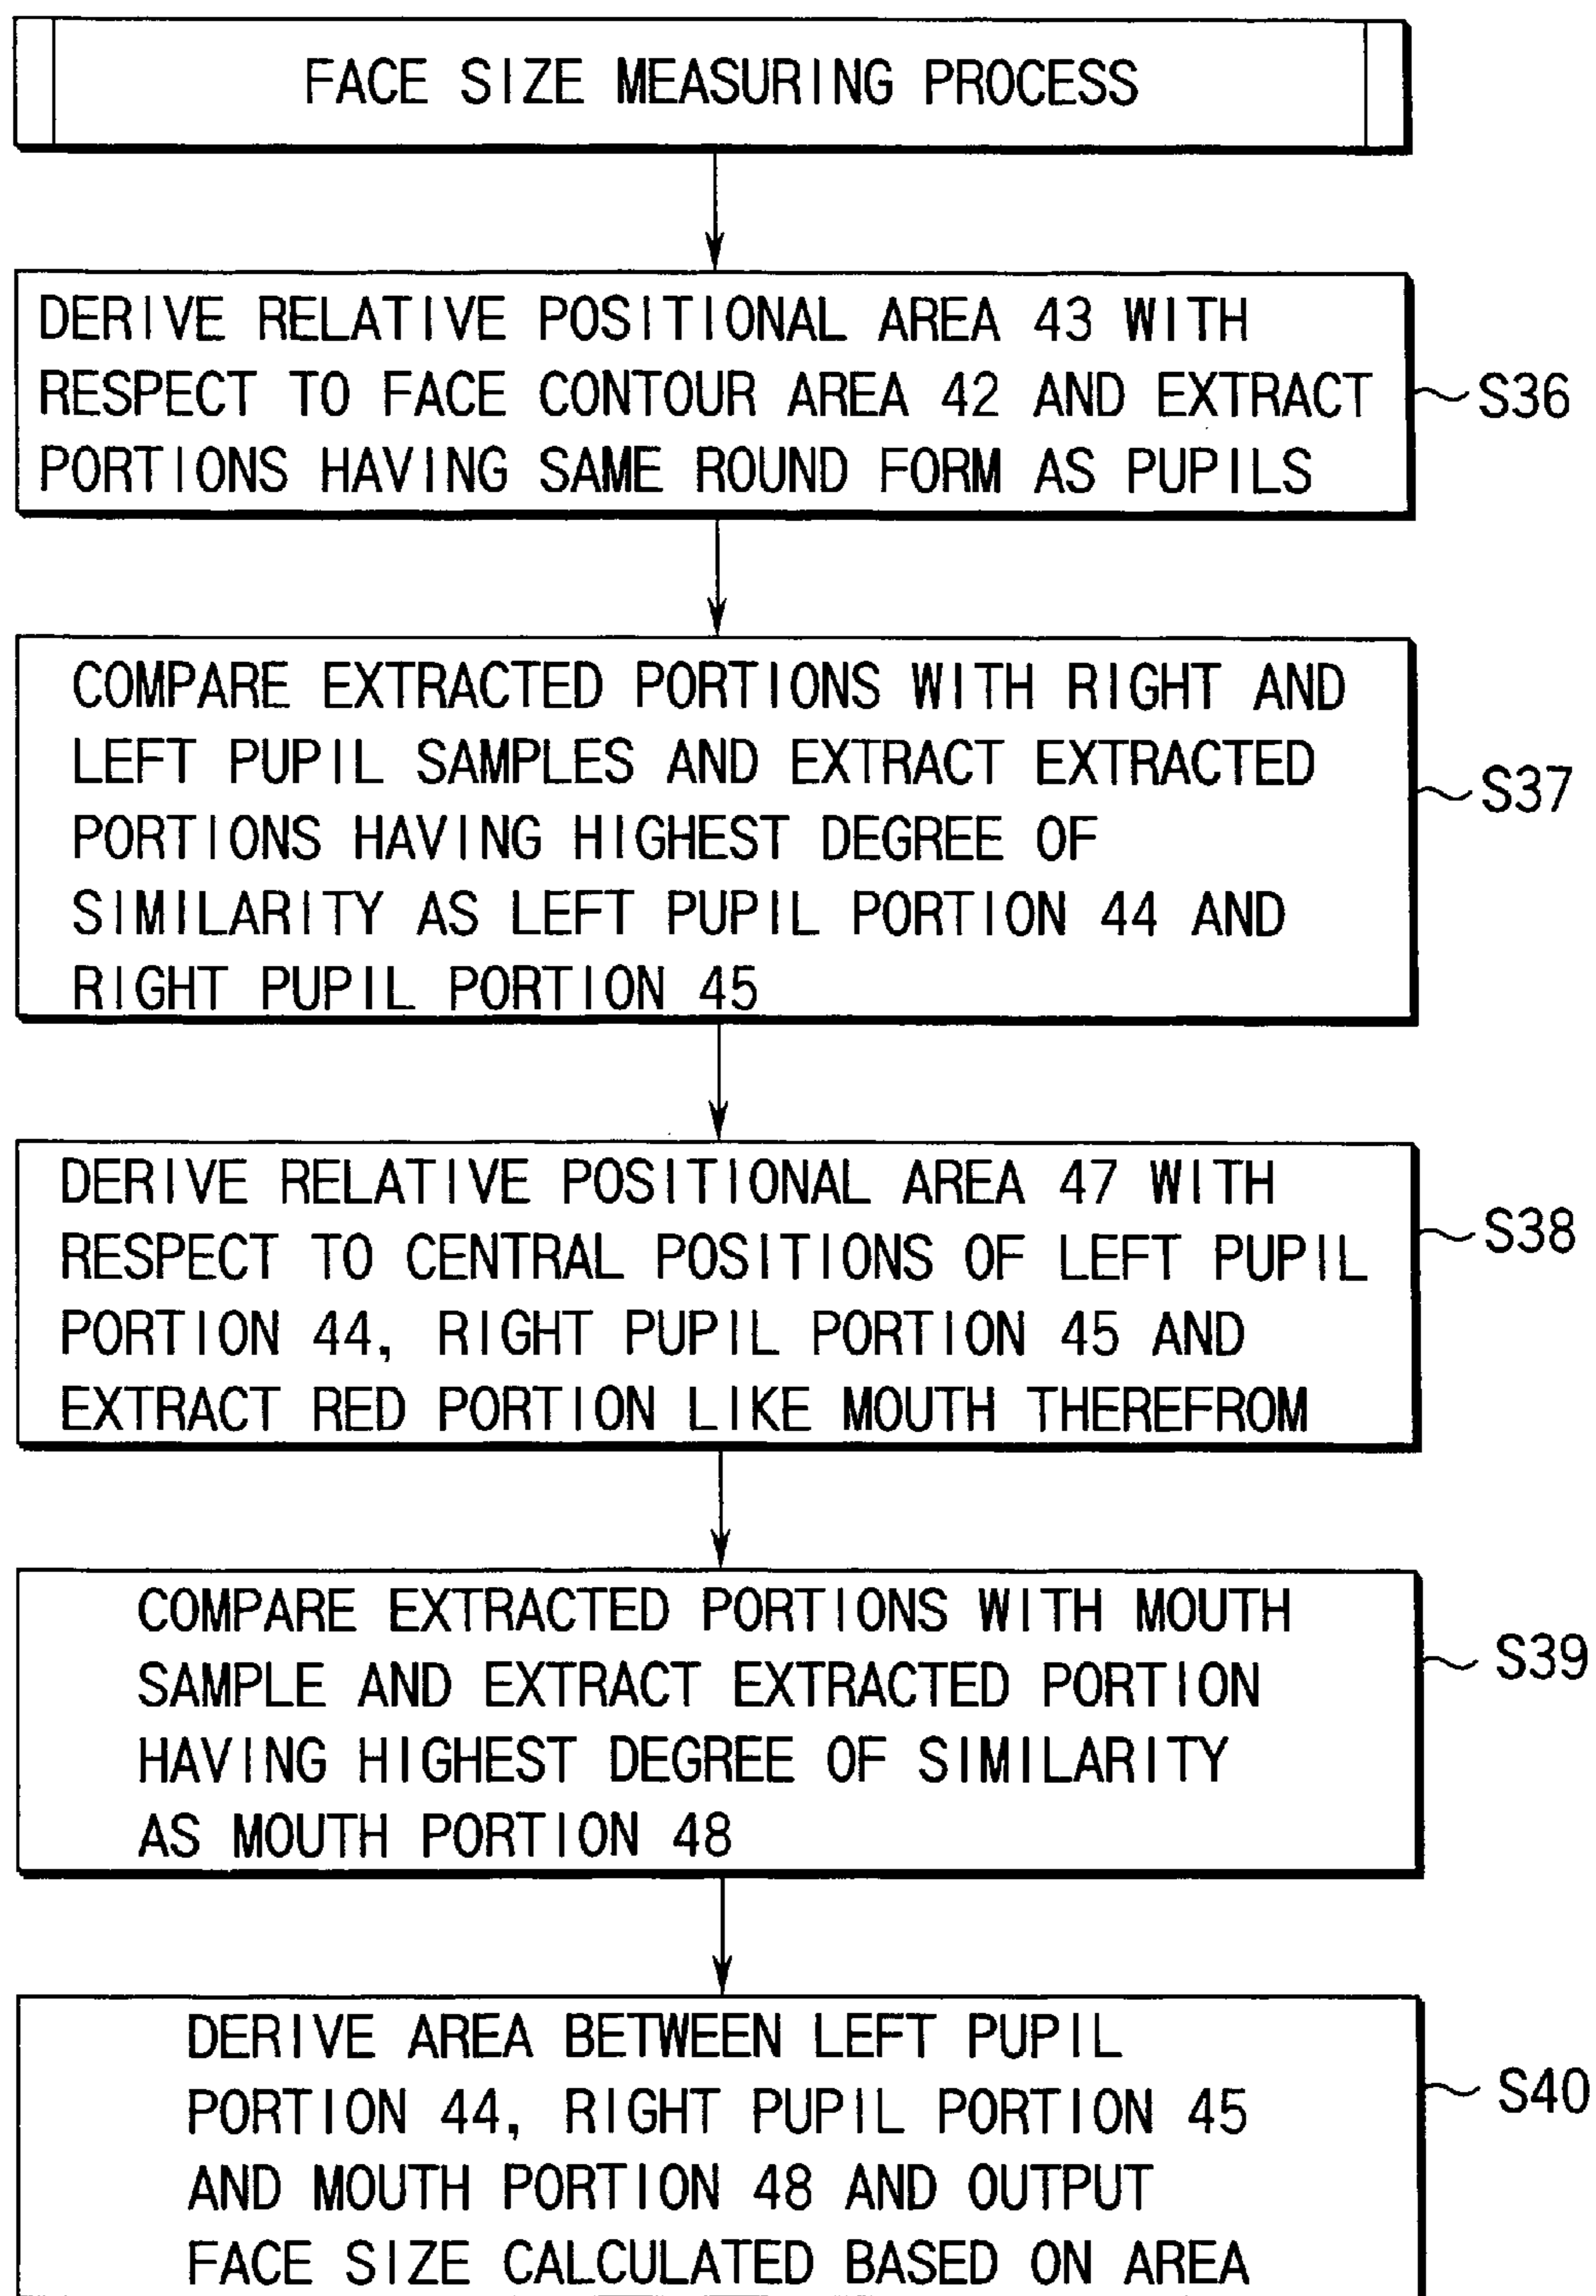 FACE SIZE MEASURING PROCESS
DERIVE RELATIVE POSITIONAL AREA 43 WITH
RESPECT TO FACE CONTOUR AREA 42 AND EXTRACT
PORTIONS HAVING SAME ROUND FORM AS PUPILS
S36
COMPARE EXTRACTED PORTIONS WITH RIGHT AND
LEFT PUPIL SAMPLES AND EXTRACT EXTRACTED
PORTIONS HAVING HIGHEST DEGREE OF
SIMILARITY AS LEFT PUPIL PORTION 44 AND
RIGHT PUPIL PORTION 45
S37
DERIVE RELATIVE POSITIONAL AREA 47 WITH
RESPECT TO CENTRAL POSITIONS OF LEFT PUPIL
PORTION 44, RIGHT PUPIL PORTION 45 AND
EXTRACT RED PORTION LIKE MOUTH THEREFROM
S38
COMPARE EXTRACTED PORTIONS WITH MOUTH
SAMPLE AND EXTRACT EXTRACTED PORTION
HAVING HIGHEST DEGREE OF SIMILARITY
AS MOUTH PORTION 48
S39
DERIVE AREA BETWEEN LEFT PUPIL
PORTION 44, RIGHT PUPIL PORTION 45
AND MOUTH PORTION 48 AND OUTPUT
FACE SIZE CALCULATED BASED ON AREA
S40